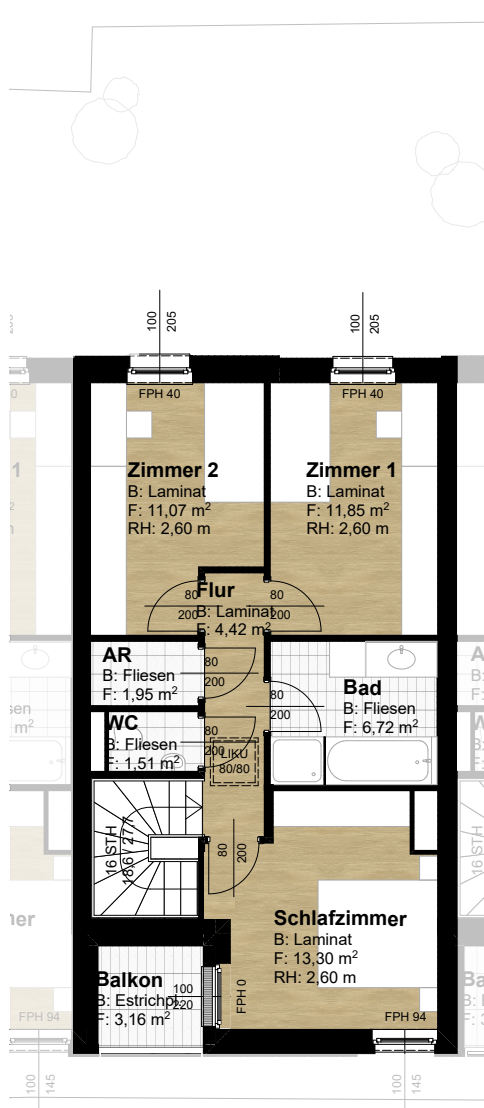 100
205
100
205
FPH 40
FPH 40
Zimmer 2
B: Laminat
F: 11,07 m²
RH: 2,60 m
Zimmer 1
B: Laminat
F: 11,85 m²
RH: 2,60 m
Flur
B: Laminat
F: 4,42 m²
80
200
80
200
AR
B: Fliesen
F: 1,95 m²
80
200
Bad
B: Fliesen
F: 6,72 m²
80
200
WC
B: Fliesen
F: 1,51 m²
80
200
LIKU
80/80
16 STH
18,6 / 27,7
80
200
Schlafzimmer
B: Laminat
F: 13,30 m²
RH: 2,60 m
Balkon
B: Estrichpl
F: 3,16 m²
100
220
FPH 0
FPH 94
FPH 94
100
145
100
145